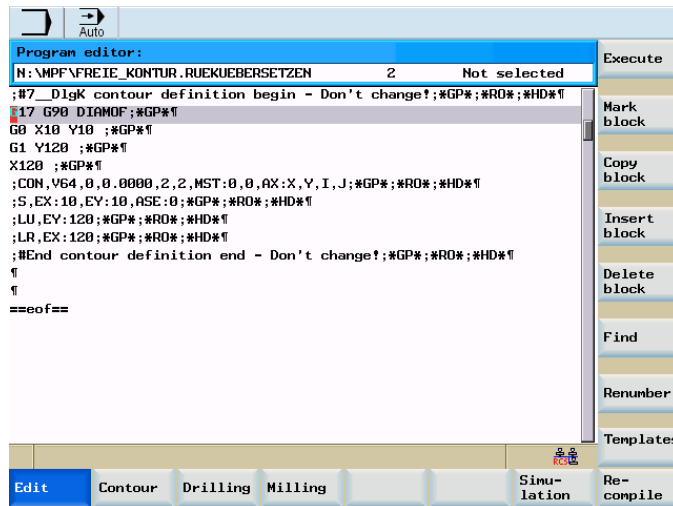 Auto
Program editor:
N:\MPF\FREIE_KONTUR.RUEKUEBERSETZEN 2 Not selected
;#7__DlgK contour definition begin - Don't change!;*GP*;*RO*;*HD*¶
17 G90 DIAMOF;*GP*¶
G0 X10 Y10 ;*GP*¶
G1 Y120 ;*GP*¶
X120 ;*GP*¶
;CON,V64,0,0.0000,2,2,MST:0,0,AX:X,Y,I,J;*GP*;*RO*;*HD*¶
;S,EX:10,EY:10,ASE:0;*GP*;*RO*;*HD*¶
;LU,EY:120;*GP*;*RO*;*HD*¶
;LR,EX:120;*GP*;*RO*;*HD*¶
;#End contour definition end - Don't change!;*GP*;*RO*;*HD*¶
¶
¶
==eof==
Execute
Mark
block
Copy
block
Insert
block
Delete
block
Find
Renumber
Templates
RCS
Edit Contour Drilling Milling Simu-
lation Re-
compile